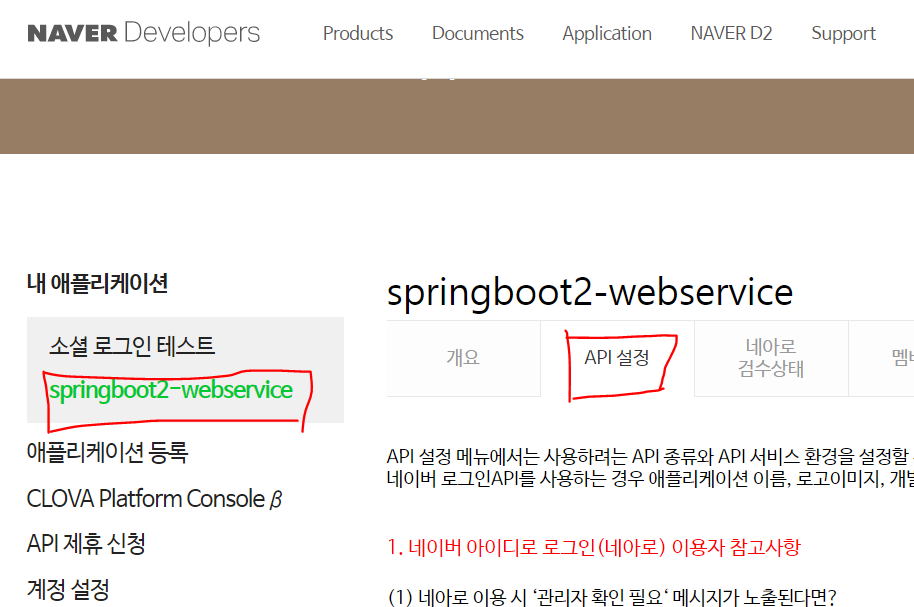 NAVER Developers
Products Documents Application NAVER D2 Support
내 애플리케이션
소셜 로그인 테스트
springboot2-webservice
애플리케이션 등록
CLOVA Platform Console β
API 제휴 신청
계정 설정
springboot2-webservice
개요
API 설정
네아로
검수상태
API 설정 메뉴에서는 사용하려는 API 종류와 API 서비스 환경을 설정할
네이버 로그인API를 사용하는 경우 애플리케이션 이름, 로고이미지,
1. 네이버 아이디로 로그인(네아로) 이용자 참고사항
(1) 네아로 이용 시 ‘관리자 확인 필요‘ 메시지가 노출된다면?